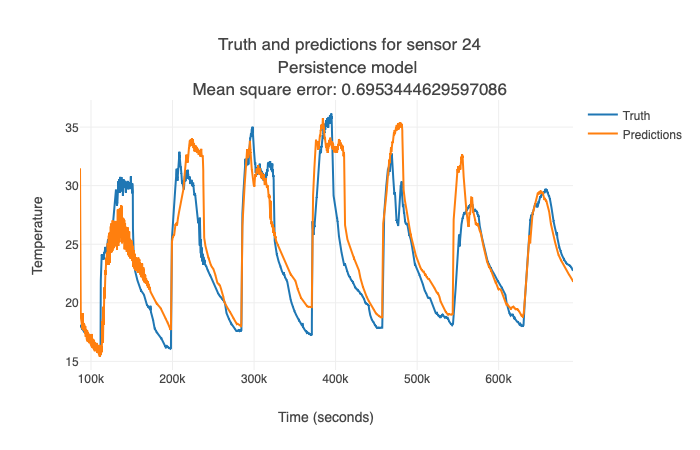 Truth and predictions for sensor 24
Persistence model
Mean square error: 0.6953444629597086
Truth
Predictions
35
30
25
20
15
Temperature
100k
200k
300k
400k
500k
600k
Time (seconds)